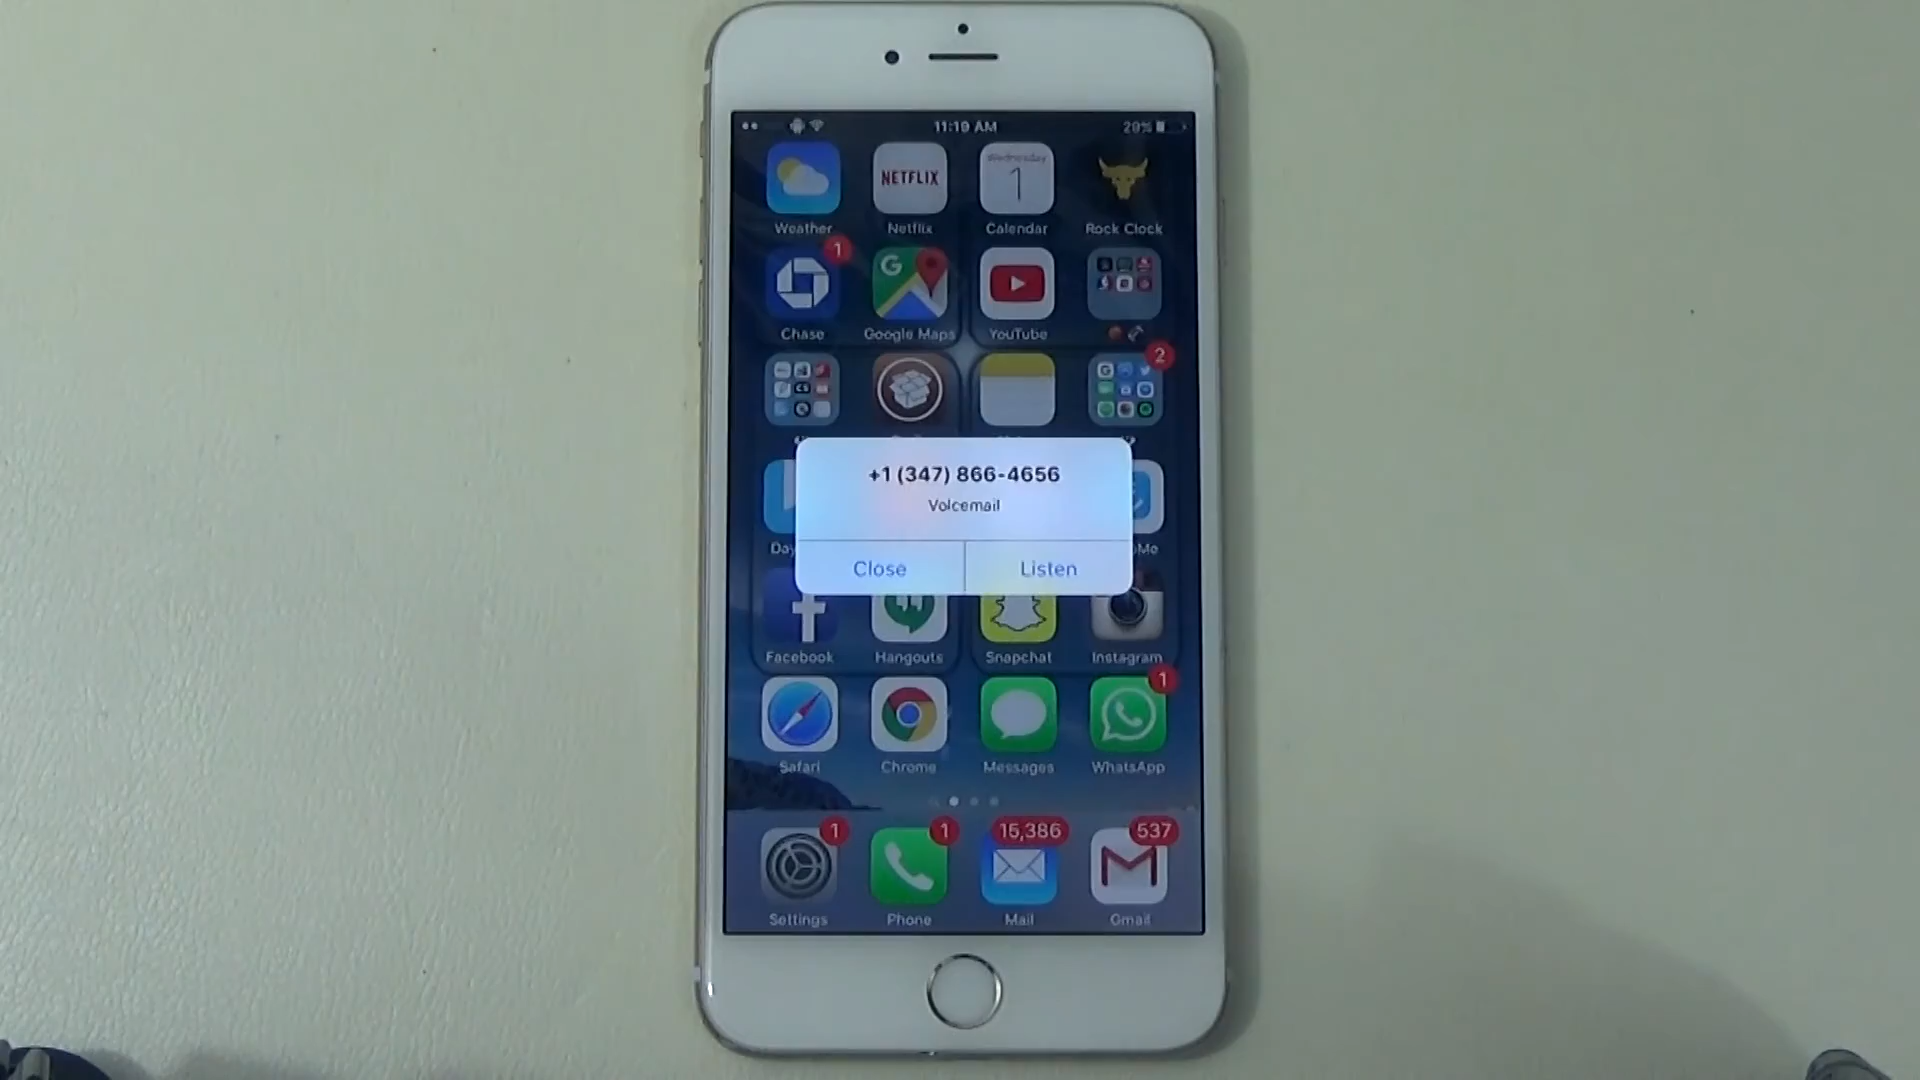 11:19 AM
29%
NETFLIX
Wednesday
1
Weather
Netflix
Calendar
Rock Clock
1
G
Chase
Google Maps
YouTube
2
+1 (347) 866-4656
Voicemail
Close
Listen
Facebook
Hangouts
Snapchat
Instagram
1
Safari
Chrome
Messages
WhatsApp
1
1
15,386
537
Settings
Phone
Mail
Gmail